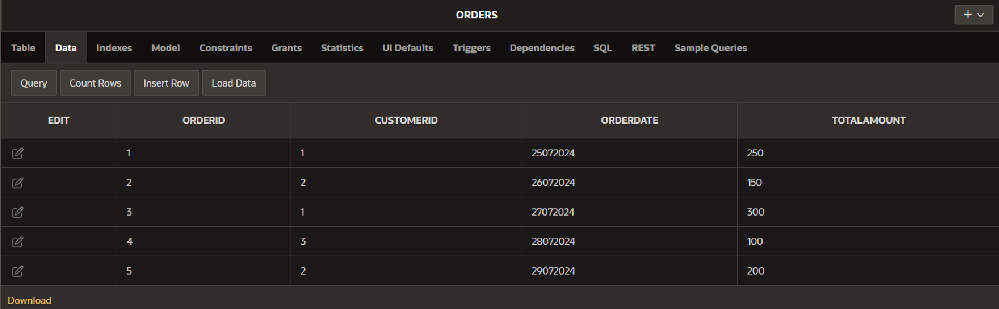 ORDERS
Table Data Indexes Model Constraints Grants Statistics UI Defaults Triggers Dependencies SQL REST Sample Queries
Query Count Rows Insert Row Load Data
EDIT ORDERID CUSTOMERID ORDERDATE TOTALAMOUNT
1 1 25072024 250
2 2 26072024 150
3 1 27072024 300
4 3 28072024 100
5 2 29072024 200
Download